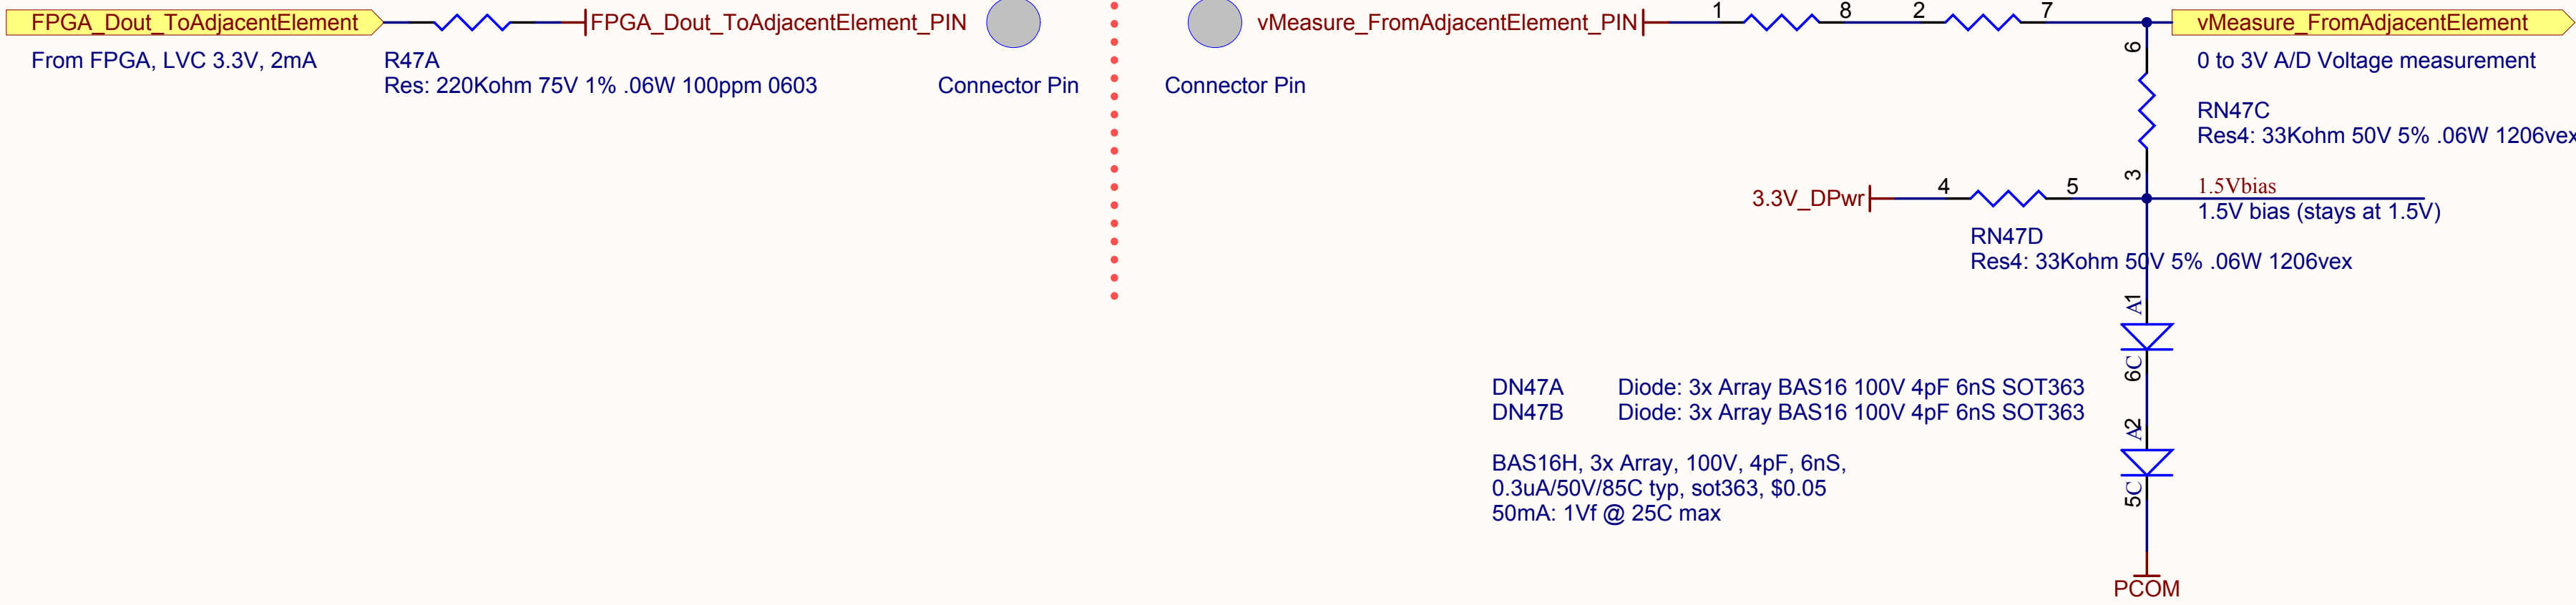 FPGA_Dout_ToAdjacentElement
From FPGA, LVC 3.3V, 2mA
R47A
Res: 220Kohm 75V 1% .06W 100ppm 0603
FPGA_Dout_ToAdjacentElement_PIN
Connector Pin
Connector Pin
vMeasure_FromAdjacentElement_PIN
1
8
2
7
vMeasure_FromAdjacentElement
0 to 3V A/D Voltage measurement
6
RN47C
Res4: 33Kohm 50V 5% .06W 1206vex
3
3.3V_DPwr
4
5
1.5Vbias
1.5V bias (stays at 1.5V)
RN47D
Res4: 33Kohm 50V 5% .06W 1206vex
1
A
C
6
DN47A Diode: 3x Array BAS16 100V 4pF 6nS SOT363
DN47B Diode: 3x Array BAS16 100V 4pF 6nS SOT363
2
A
BAS16H, 3x Array, 100V, 4pF, 6nS,
0.3uA/50V/85C typ, sot363, $0.05
50mA: 1Vf @ 25C max
C
5
PCOM